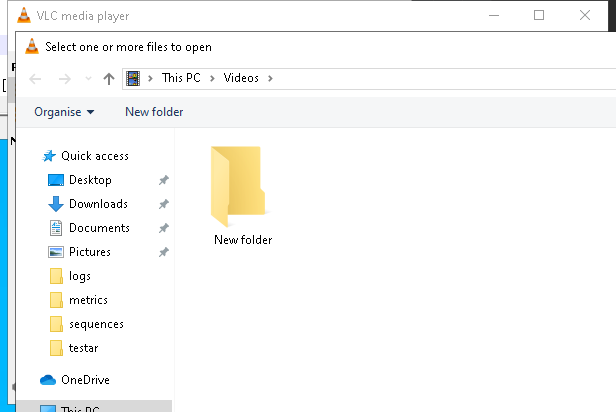 VLC media player
Select one or more files to open
This PC > Videos >
Organise New folder
Quick access
Desktop
Downloads
Documents
Pictures
logs
metrics
sequences
testar
OneDrive
This PC
New folder